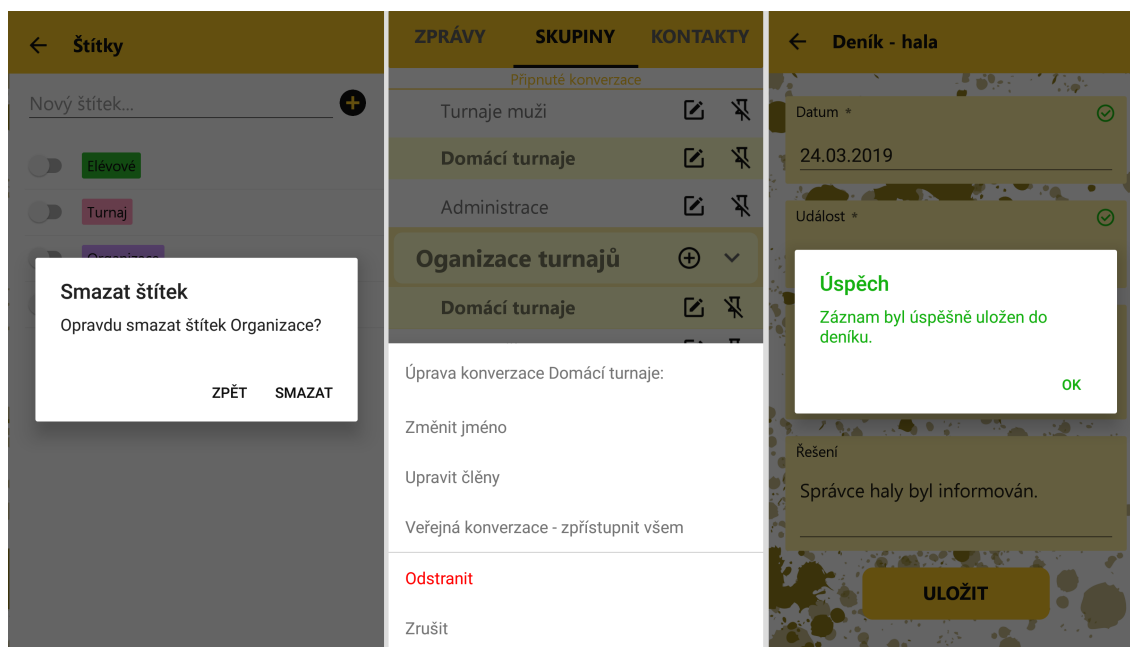 Štítky
Nový štítek...
Elévové
Turnaj
Organizace
Smazat štítek
Opravdu smazat štítek Organizace?
ZPĚT SMAZAT
ZPRÁVY SKUPINY KONTAKTY
Připnuté konverzace
Turnaje muži
Domácí turnaje
Administrace
Oganizace turnajů
Domácí turnaje
Úprava konverzace Domácí turnaje:
Změnit jméno
Upravit člěny
Veřejná konverzace - zpřístupnit všem
Odstranit
Zrušit
Deník - hala
Datum *
24.03.2019
Událost *
Úspěch
Záznam byl úspěšně uložen do
deníku.
OK
Řešení
Správce haly byl informován.
ULOŽIT